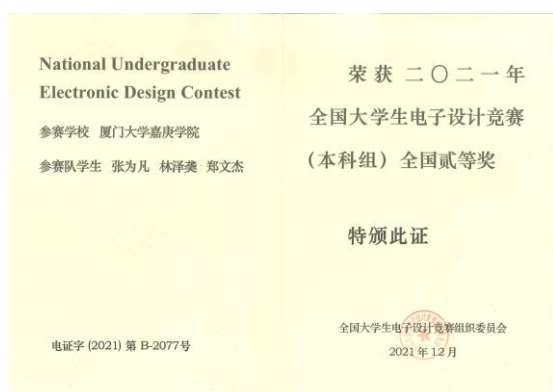 National Undergraduate
Electronic Design Contest
参赛学校 厦门大学嘉庚学院
参赛队学生 张为凡 林泽䶮 郑文杰
电证字 (2021) 第 B-2077号
荣获 二〇二一年
全国大学生电子设计竞赛
(本科组) 全国贰等奖
特颁此证
全国大学生电子设计竞赛组织委员会
2021 年 12 月